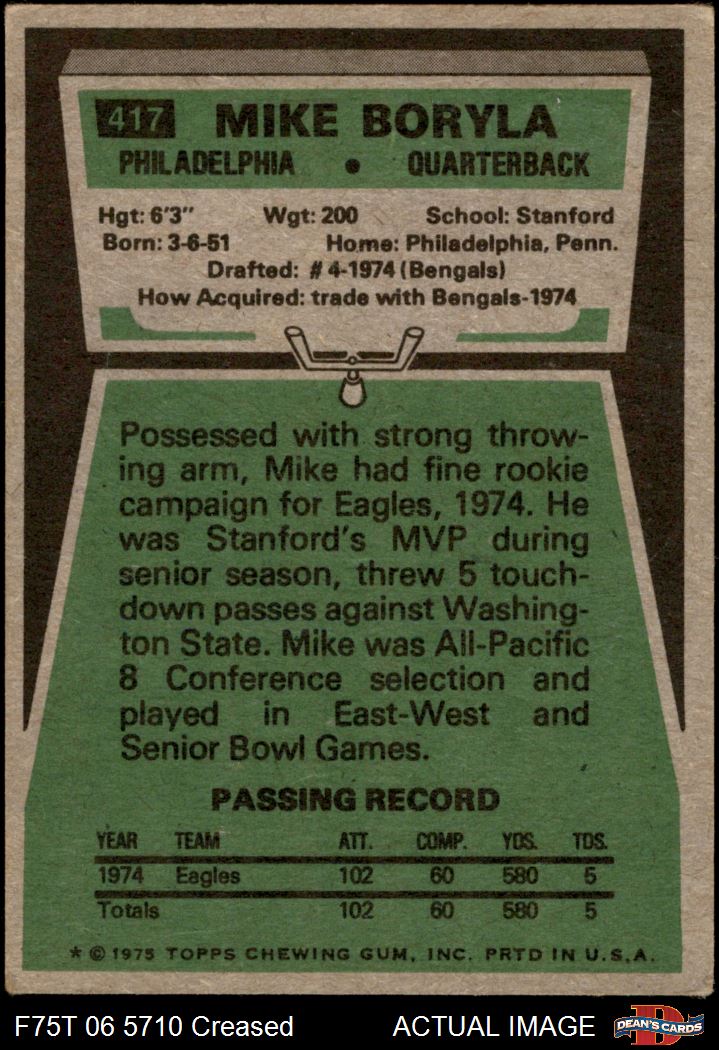 417 MIKE BORYLA
PHILADELPHIA • QUARTERBACK
Hgt: 6'3" Wgt: 200 School: Stanford
Born: 3-6-51 Home: Philadelphia, Penn.
Drafted: #4-1974 (Bengals)
How Acquired: trade with Bengals-1974
Possessed with strong throw-
ing arm, Mike had fine rookie
campaign for Eagles, 1974. He
was Stanford's MVP during
senior season, threw 5 touch-
down passes against Washing-
ton State. Mike was All-Pacific
8 Conference selection and
played in East-West and
Senior Bowl Games.
PASSING RECORD
YEAR TEAM ATT. COMP. YDS. TDS.
1974 Eagles 102 60 580 5
Totals 102 60 580 5
* © 1975 TOPPS CHEWING GUM, INC. PRTD IN U.S.A.
F75T 06 5710 Creased ACTUAL IMAGE DEAN'S CARDS